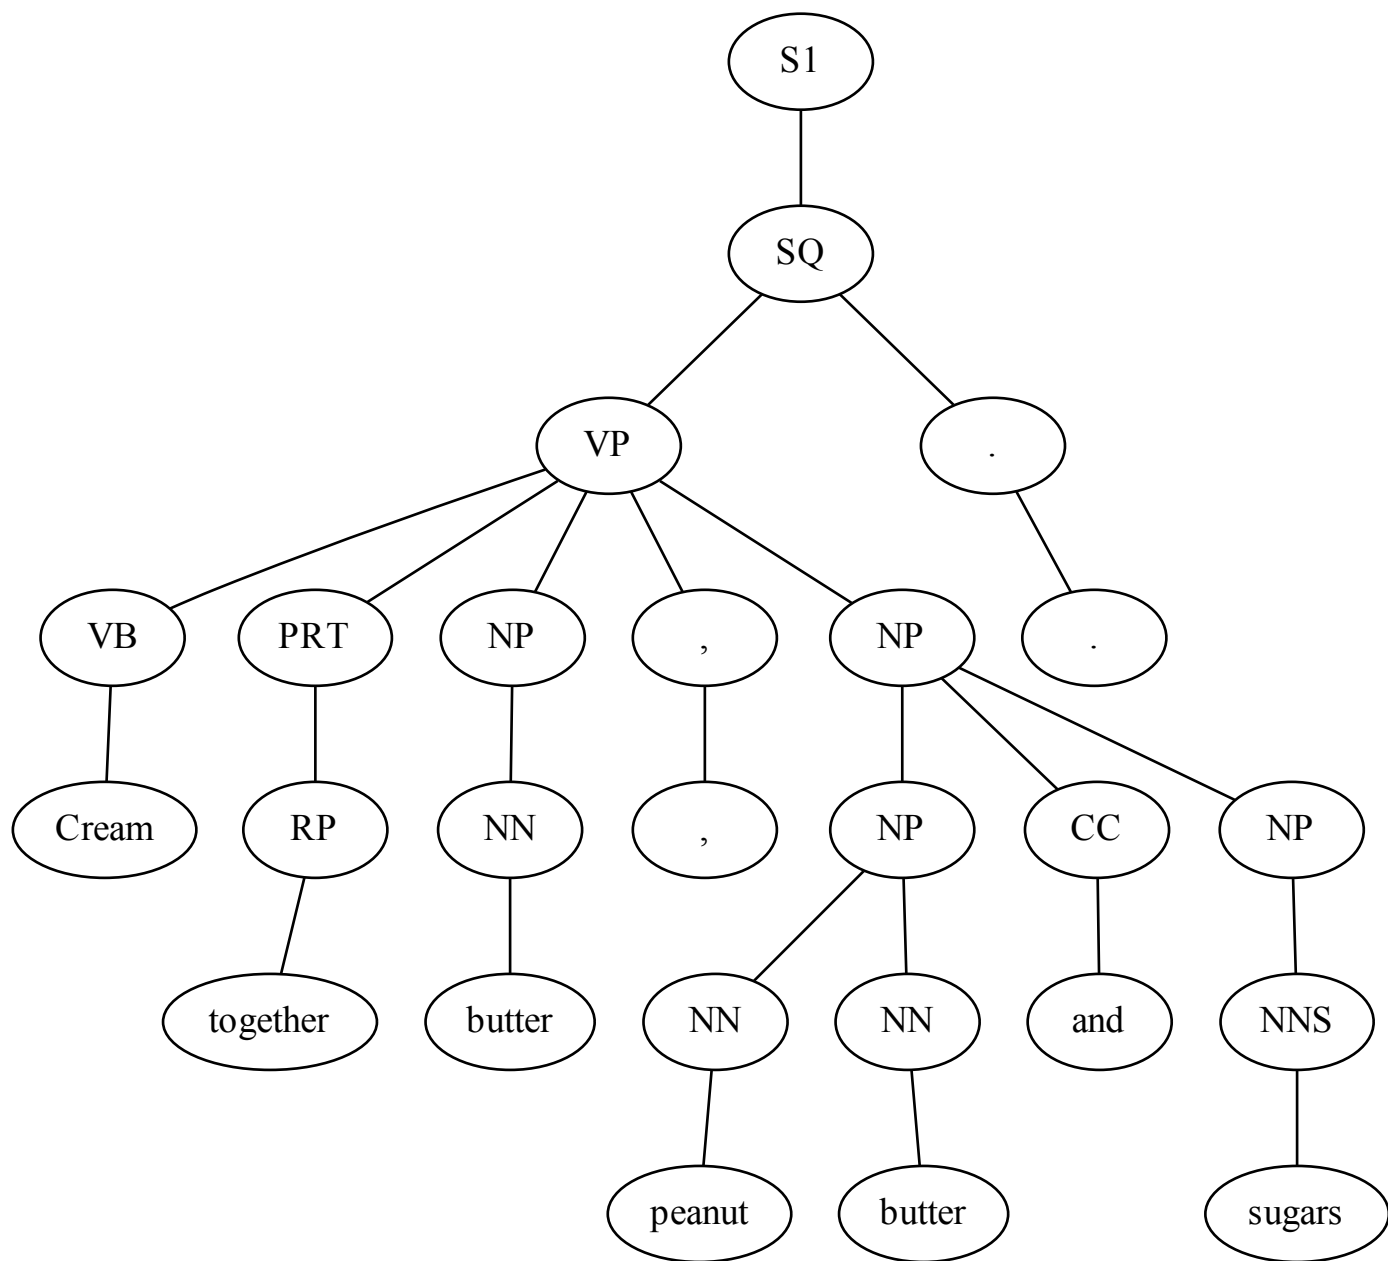 S1
SQ
VP .
VB PRT NP , NP .
Cream RP NN , NP CC NP
together butter NN NN and NNS
peanut butter sugars